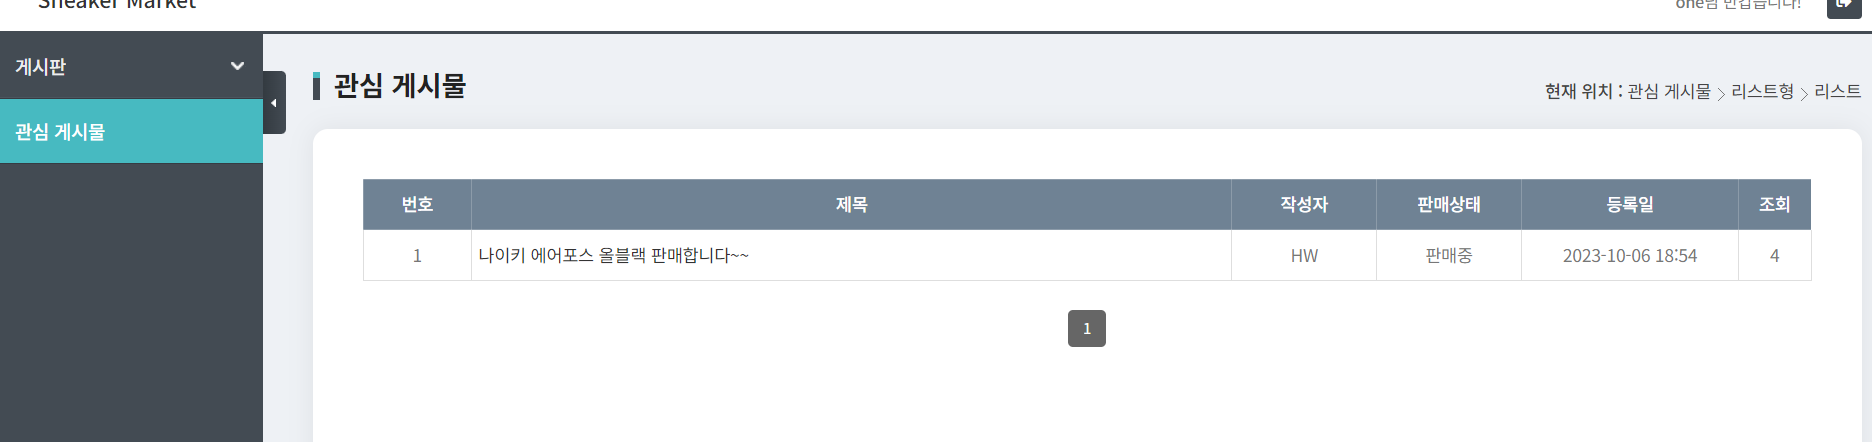 Sneaker Market
one님 반갑습니다!
게시판
관심 게시물
관심 게시물
현재 위치 : 관심 게시물 > 리스트형 > 리스트
번호 제목 작성자 판매상태 등록일 조회
1 나이키 에어포스 올블랙 판매합니다~~ HW 판매중 2023-10-06 18:54 4
1